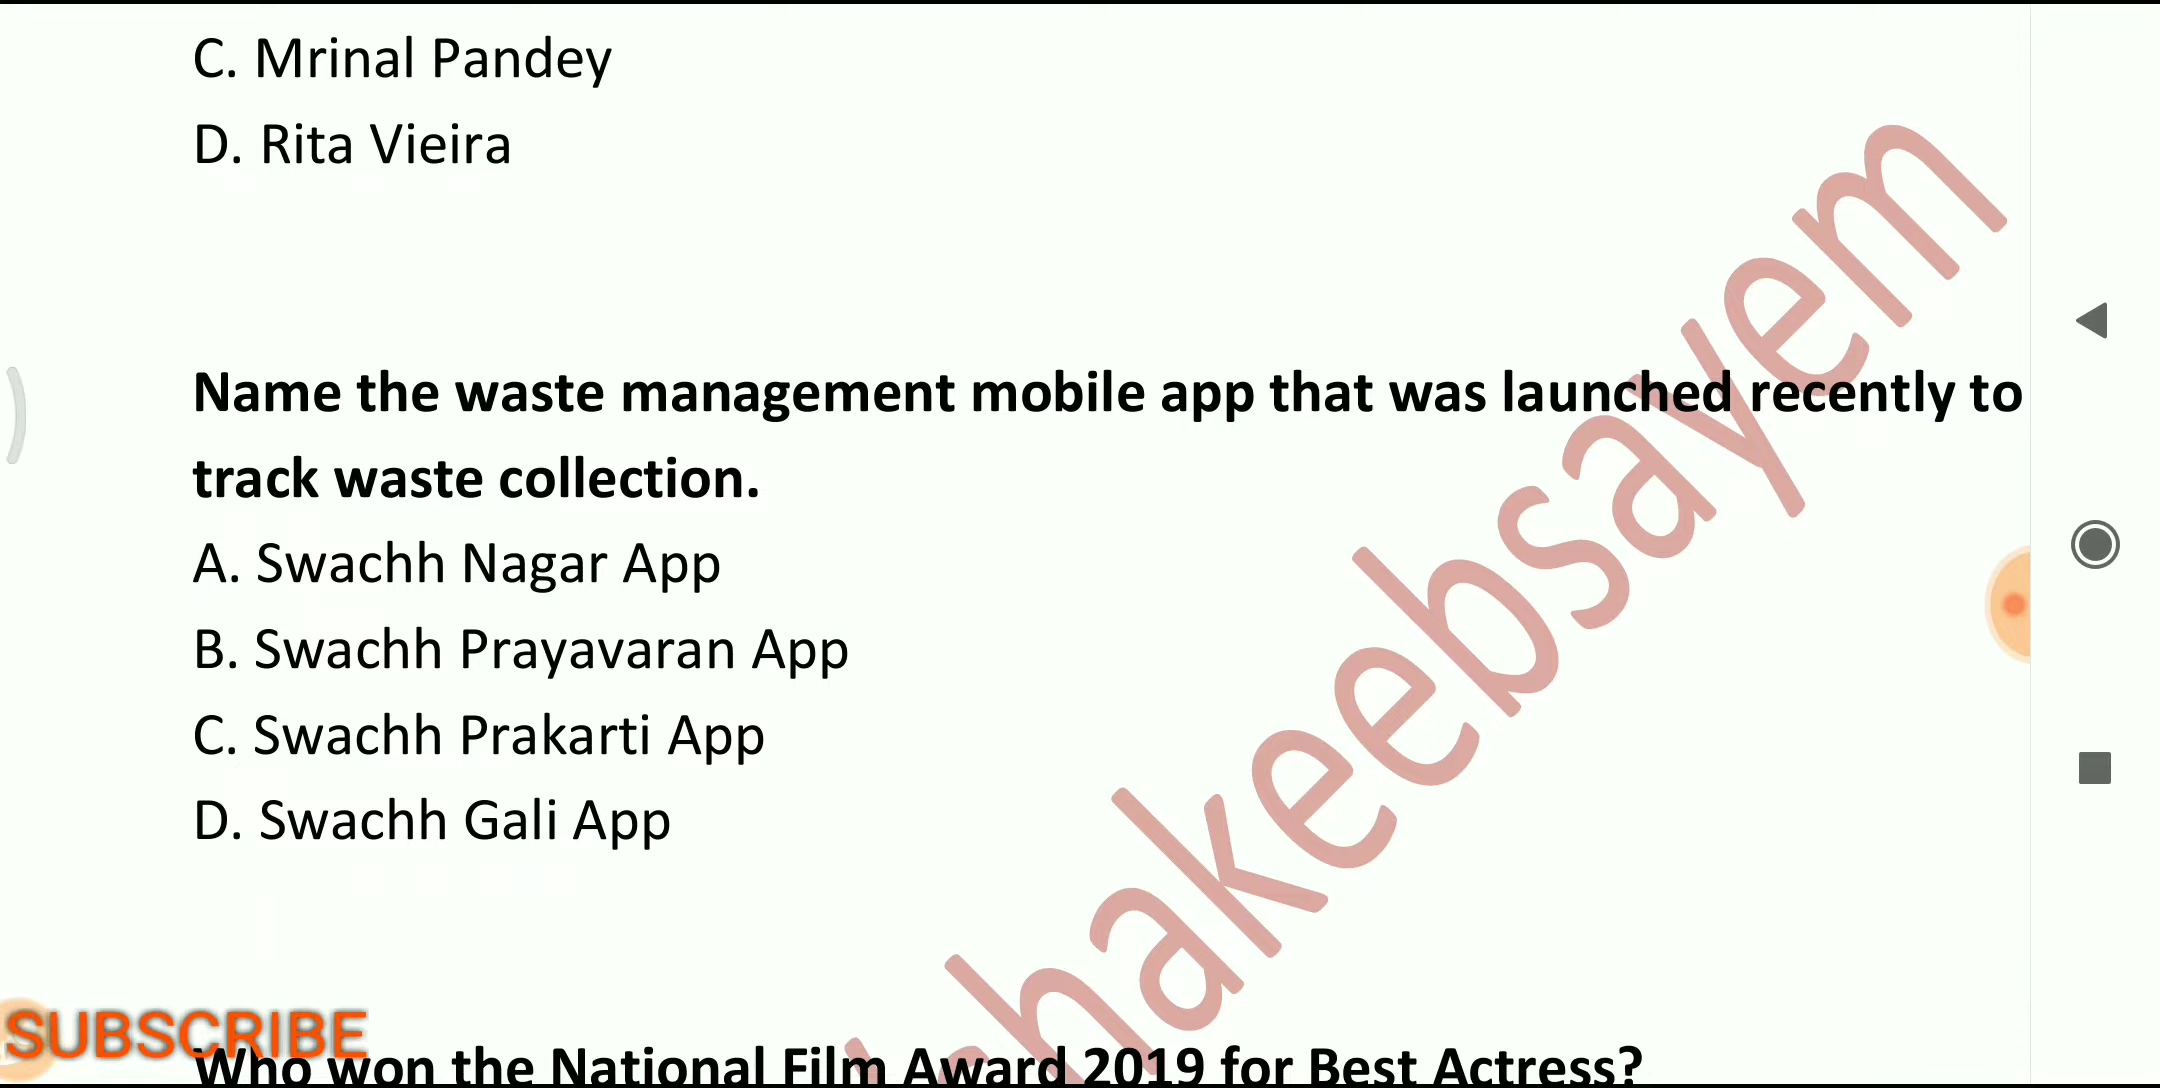 C. Mrinal Pandey
D. Rita Vieira
Name the waste management mobile app that was launched recently to
track waste collection.
A. Swachh Nagar App
B. Swachh Prayavaran App
C. Swachh Prakarti App
D. Swachh Gali App
SUBSCRIBE
Who won the National Film Award 2019 for Best Actress?
hakeebsayem